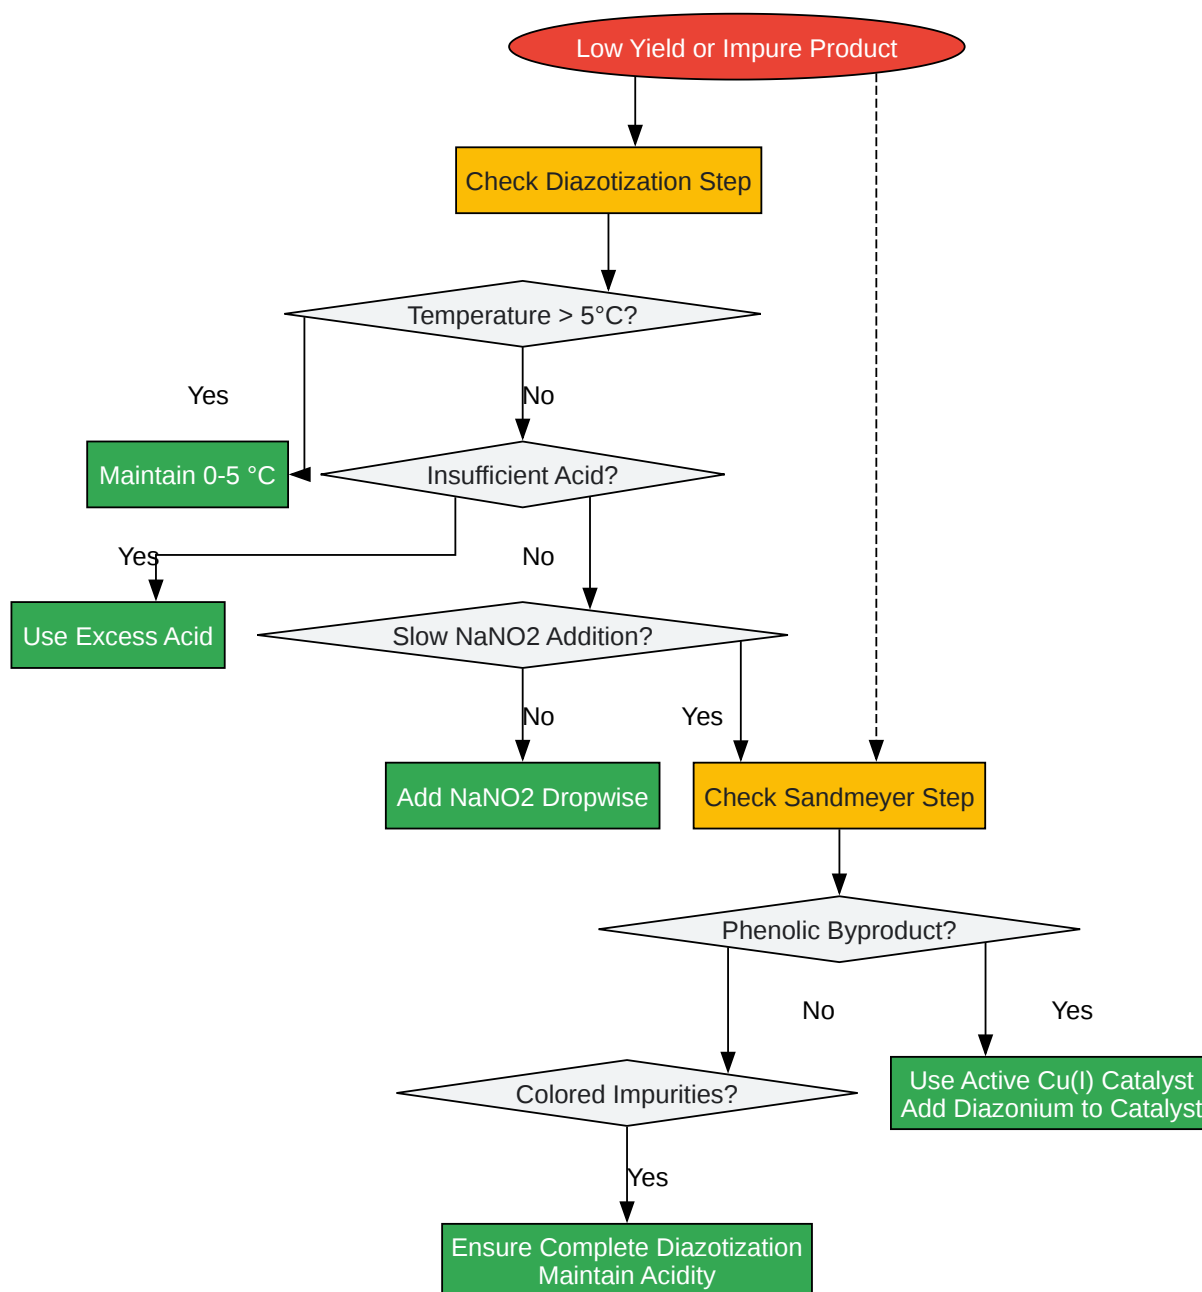 Low Yield or Impure Product
Check Diazotization Step
Temperature > 5°C?
Yes
No
Maintain 0-5 °C
Insufficient Acid?
Yes
No
Use Excess Acid
Slow NaNO2 Addition?
No
Yes
Add NaNO2 Dropwise
Check Sandmeyer Step
Phenolic Byproduct?
No
Yes
Colored Impurities?
Use Active Cu(I) Catalyst
Add Diazonium to Catalyst
Yes
Ensure Complete Diazotization
Maintain Acidity